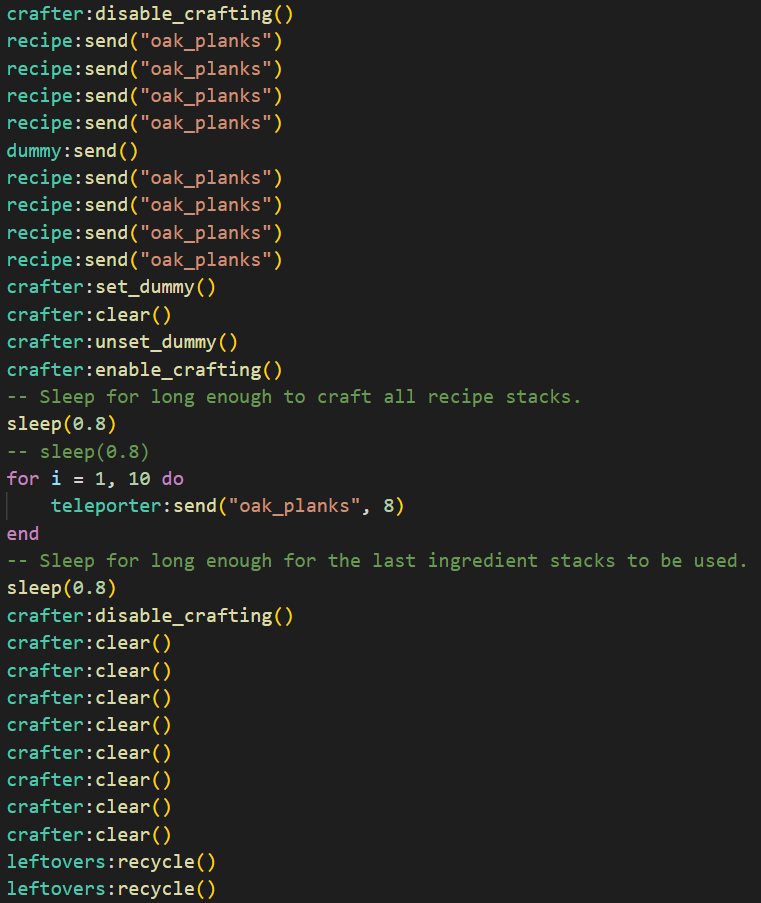 crafter:disable_crafting()
recipe:send("oak_planks")
recipe:send("oak_planks")
recipe:send("oak_planks")
recipe:send("oak_planks")
dummy:send()
recipe:send("oak_planks")
recipe:send("oak_planks")
recipe:send("oak_planks")
recipe:send("oak_planks")
crafter:set_dummy()
crafter:clear()
crafter:unset_dummy()
crafter:enable_crafting()
-- Sleep for long enough to craft all recipe stacks.
sleep(0.8)
-- sleep(0.8)
for i = 1, 10 do
    teleporter:send("oak_planks", 8)
end
-- Sleep for long enough for the last ingredient stacks to be used.
sleep(0.8)
crafter:disable_crafting()
crafter:clear()
crafter:clear()
crafter:clear()
crafter:clear()
crafter:clear()
crafter:clear()
crafter:clear()
crafter:clear()
leftovers:recycle()
leftovers:recycle()